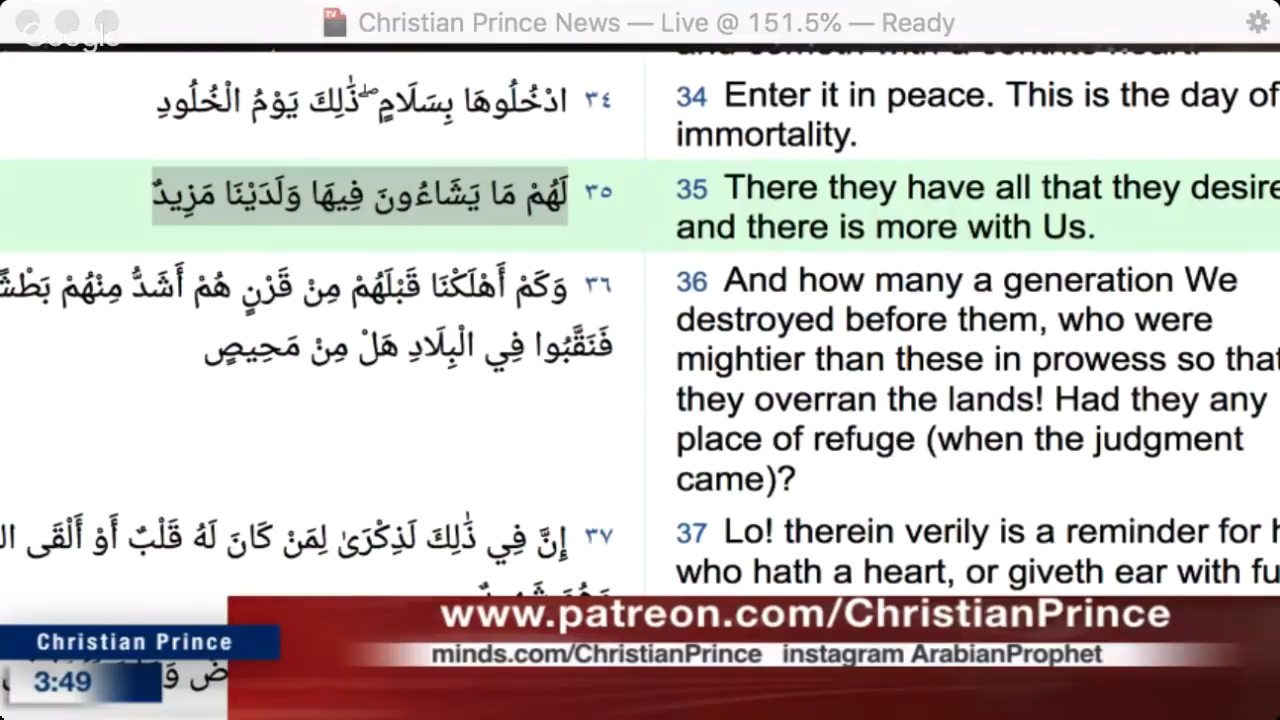 Christian Prince News — Live @ 151.5% — Ready
Google
٣٤ ادْخُلُوهَا بِسَلَامٍ ۖ ذَٰلِكَ يَوْمُ الْخُلُودِ
34 Enter it in peace. This is the day of
immortality.
٣٥ لَهُمْ مَا يَشَاءُونَ فِيهَا وَلَدَيْنَا مَزِيدٌ
35 There they have all that they desire
and there is more with Us.
٣٦ وَكَمْ أَهْلَكْنَا قَبْلَهُمْ مِنْ قَرْنٍ هُمْ أَشَدُّ مِنْهُمْ
فَنَقَّبُوا فِي الْبِلَادِ هَلْ مِنْ مَحِيصٍ
36 And how many a generation We
destroyed before them, who were
mightier than these in prowess so that
they overran the lands! Had they any
place of refuge (when the judgment
came)?
٣٧ إِنَّ فِي ذَٰلِكَ لَذِكْرَىٰ لِمَنْ كَانَ لَهُ قَلْبٌ أَوْ أَلْقَى
37 Lo! therein verily is a reminder for
who hath a heart, or giveth ear with
www.patreon.com/ChristianPrince
Christian Prince
minds.com/ChristianPrince instagram ArabianProphet
3:49